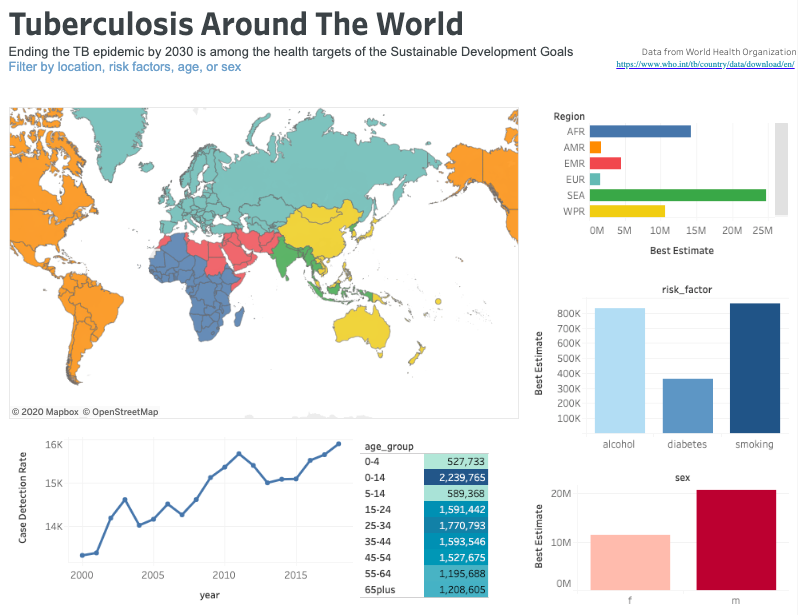 Tuberculosis Around The World
Ending the TB epidemic by 2030 is among the health targets of the Sustainable Development Goals
Filter by location, risk factors, age, or sex
Data from World Health Organization
https://www.who.int/tb/country/data/download/en/
© 2020 Mapbox © OpenStreetMap
Region
AFR
AMR
EMR
EUR
SEA
WPR
0M 5M 10M 15M 20M 25M
Best Estimate
risk_factor
Best Estimate
800K
700K
600K
500K
400K
300K
200K
100K
alcohol diabetes smoking
Case Detection Rate
16K
15K
14K
2000 2005 2010 2015
year
age_group
0-4 527,733
0-14 2,239,765
5-14 589,368
15-24 1,591,442
25-34 1,770,793
35-44 1,593,546
45-54 1,527,675
55-64 1,195,688
65plus 1,208,605
sex
Best Estimate
20M
10M
0M
f m